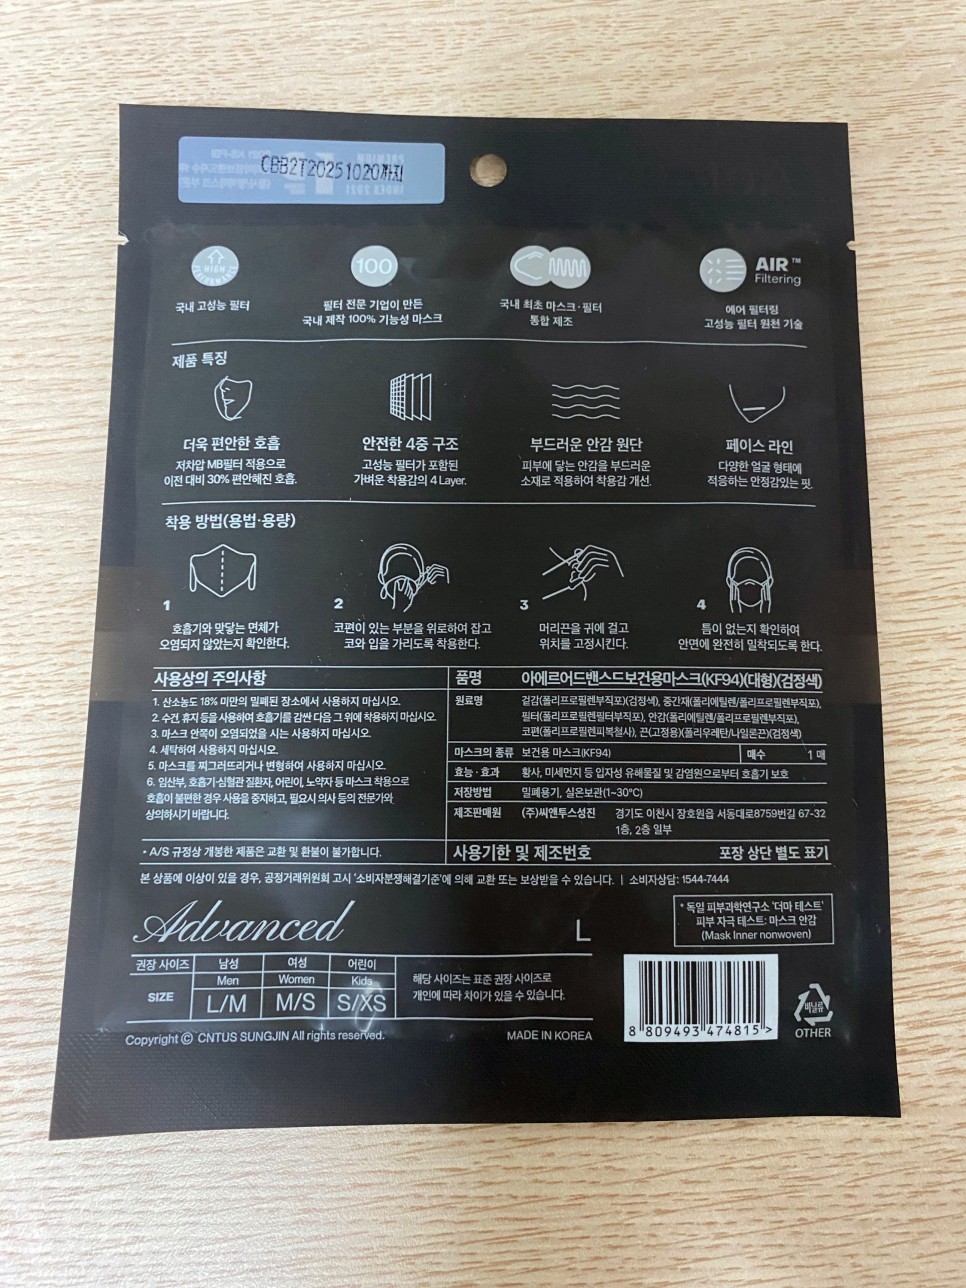 CBB2T20251020까지
HIGH
100
AIR™
Filtering
국내 고성능 필터
필터 전문 기업이 만든
국내 제작 100% 기능성 마스크
국내 최초 마스크·필터
통합 제조
에어 필터링
고성능 필터 원천 기술
제품 특징
더욱 편안한 호흡
저차압 MB필터 적용으로
이전 대비 30% 편안해진 호흡.
안전한 4중 구조
고성능 필터가 포함된
가벼운 착용감의 4 Layer.
부드러운 안감 원단
피부에 닿는 안감을 부드러운
소재로 적용하여 착용감 개선.
페이스 라인
다양한 얼굴 형태에
적응하는 안정감있는 핏.
착용 방법(용법·용량)
1
호흡기와 맞닿는 면체가
오염되지 않았는지 확인한다.
2
코편이 있는 부분을 위로하여 잡고
코와 입을 가리도록 착용한다.
3
머리끈을 귀에 걸고
위치를 고정시킨다.
4
틈이 없는지 확인하여
안면에 완전히 밀착되도록 한다.
사용상의 주의사항
1. 산소농도 18% 미만의 밀폐된 장소에서 사용하지 마십시오.
2. 수건, 휴지 등을 사용하여 호흡기를 감싼 다음 그 위에 착용하지 마십시오.
3. 마스크 안쪽이 오염되었을 시는 사용하지 마십시오.
4. 세탁하여 사용하지 마십시오.
5. 마스크를 찌그러뜨리거나 변형하여 사용하지 마십시오.
6. 임산부, 호흡기·심혈관 질환자, 어린이, 노약자 등 마스크 착용으로
호흡이 불편한 경우 사용을 중지하고, 필요시 의사 등의 전문가와
상의하시기 바랍니다.
* A/S 규정상 개봉한 제품은 교환 및 환불이 불가합니다.
품명 아에르어드밴스드보건용마스크(KF94)(대형)(검정색)
원료명 겉감(폴리프로필렌부직포)(검정색), 중간재(폴리에틸렌/폴리프로필렌부직포),
필터(폴리프로필렌필터부직포), 안감(폴리에틸렌/폴리프로필렌부직포),
코편(폴리프로필렌피복철사), 끈(고정용)(폴리우레탄/나일론끈)(검정색)
마스크의 종류 보건용 마스크(KF94) 매수 1 매
효능·효과 황사, 미세먼지 등 입자성 유해물질 및 감염원으로부터 호흡기 보호
저장방법 밀폐용기, 실온보관(1~30°C)
제조판매원 (주)씨앤투스성진 경기도 이천시 장호원읍 서동대로8759번길 67-32
1층, 2층 일부
사용기한 및 제조번호 포장 상단 별도 표기
본 상품에 이상이 있을 경우, 공정거래위원회 고시 '소비자분쟁해결기준'에 의해 교환 또는 보상받을 수 있습니다. | 소비자상담: 1544-7444
Advanced
L
* 독일 피부과학연구소 '더마 테스트'
피부 자극 테스트: 마스크 안감
(Mask Inner nonwoven)
권장 사이즈 남성 여성 어린이
SIZE Men Women Kids
L/M M/S S/XS
해당 사이즈는 표준 권장 사이즈로
개인에 따라 차이가 있을 수 있습니다.
8 809493 474815 >
비닐류
OTHER
Copyright © CNTUS SUNGJIN All rights reserved.
MADE IN KOREA